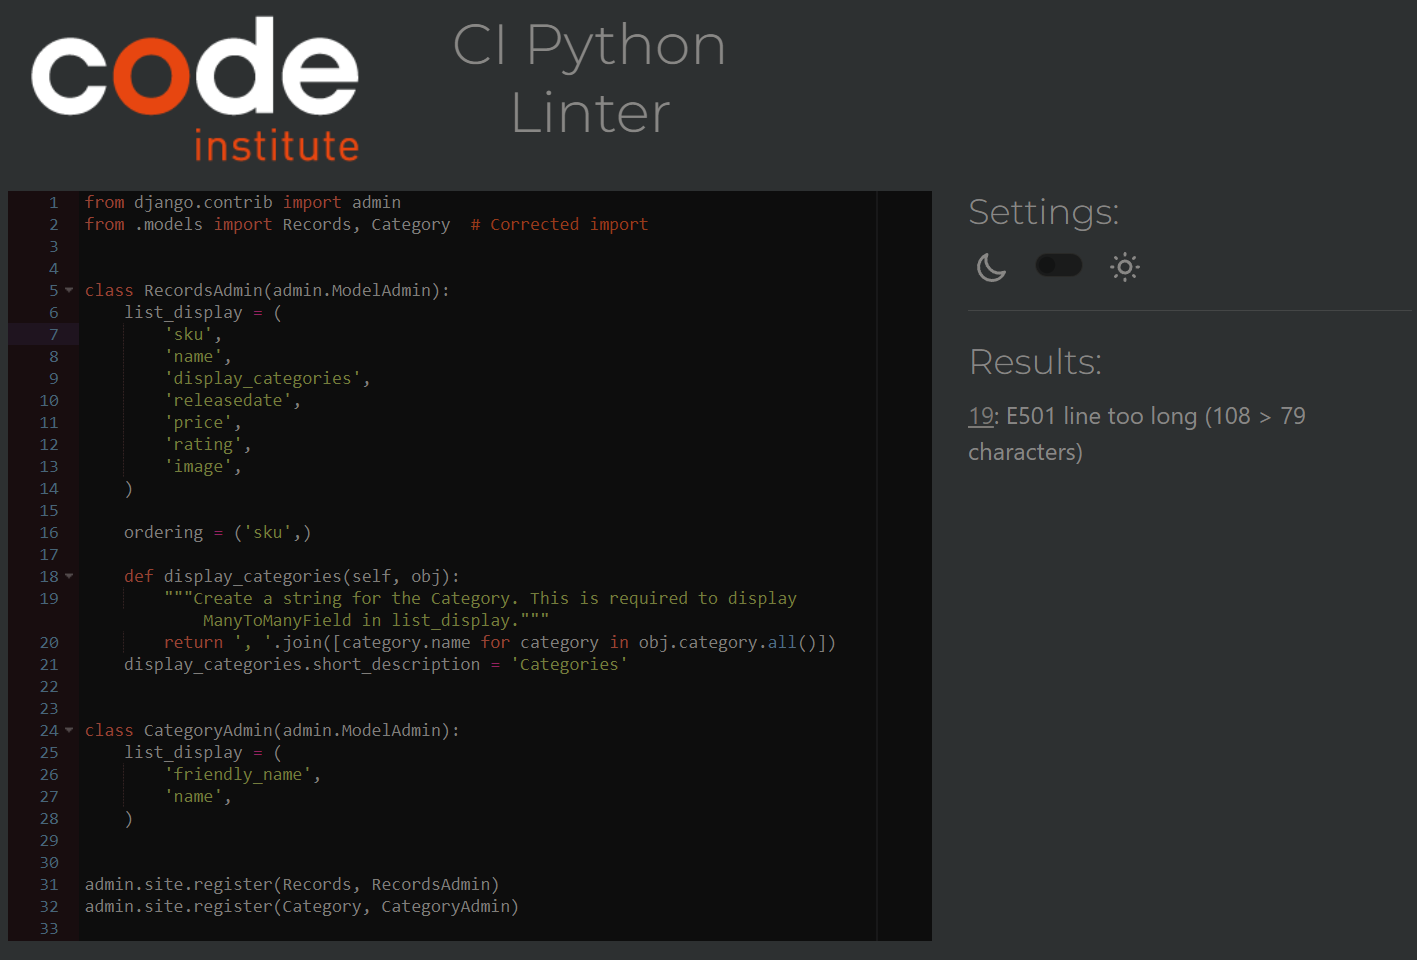 code
institute
CI Python
Linter
1 from django.contrib import admin
2 from .models import Records, Category  # Corrected import
3
4
5 class RecordsAdmin(admin.ModelAdmin):
6     list_display = (
7         'sku',
8         'name',
9         'display_categories',
10         'releasedate',
11         'price',
12         'rating',
13         'image',
14     )
15
16     ordering = ('sku',)
17
18     def display_categories(self, obj):
19         """Create a string for the Category. This is required to display
ManyToManyField in list_display."""
20         return ', '.join([category.name for category in obj.category.all()])
21     display_categories.short_description = 'Categories'
22
23
24 class CategoryAdmin(admin.ModelAdmin):
25     list_display = (
26         'friendly_name',
27         'name',
28     )
29
30
31 admin.site.register(Records, RecordsAdmin)
32 admin.site.register(Category, CategoryAdmin)
33
Settings:
Results:
19: E501 line too long (108 > 79
characters)